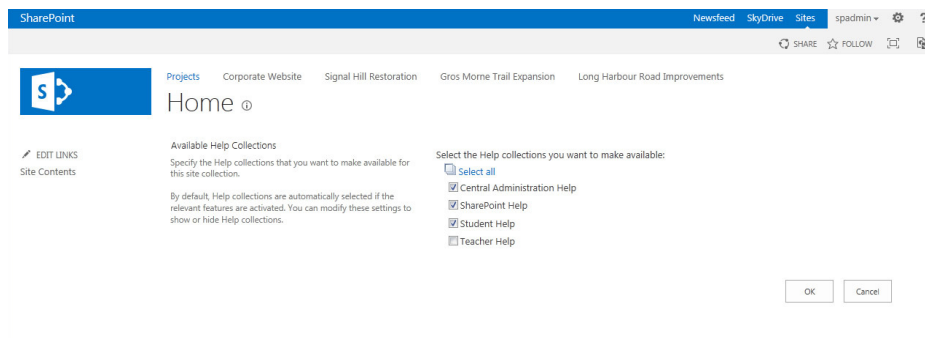 SharePoint
Newsfeed SkyDrive Sites spadmin ?
SHARE FOLLOW
S
Projects Corporate Website Signal Hill Restoration Gros Morne Trail Expansion Long Harbour Road Improvements
Home
EDIT LINKS
Site Contents
Available Help Collections
Specify the Help collections that you want to make available for
this site collection.
By default, Help collections are automatically selected if the
relevant features are activated. You can modify these settings to
show or hide Help collections.
Select the Help collections you want to make available:
Select all
Central Administration Help
SharePoint Help
Student Help
Teacher Help
OK Cancel